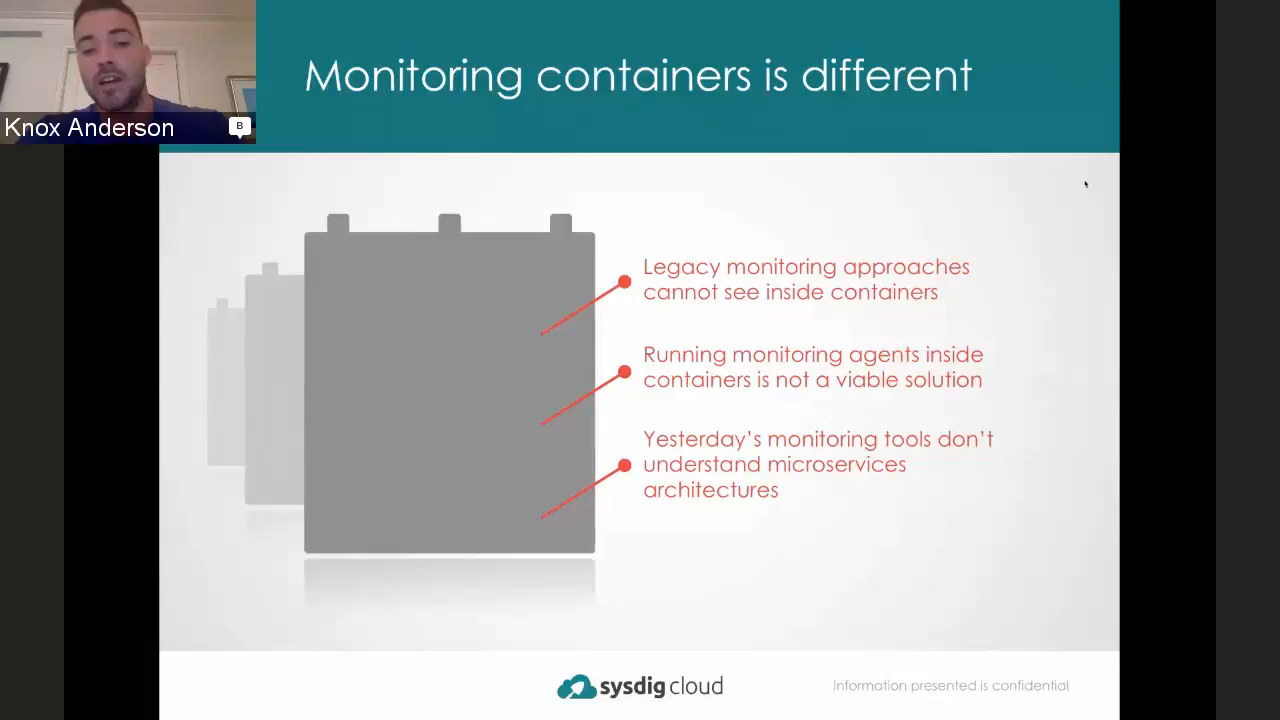 Monitoring containers is different
Knox Anderson
B
Legacy monitoring approaches
cannot see inside containers
Running monitoring agents inside
containers is not a viable solution
Yesterday's monitoring tools don't
understand microservices
architectures
sysdig cloud
information presented is confidential